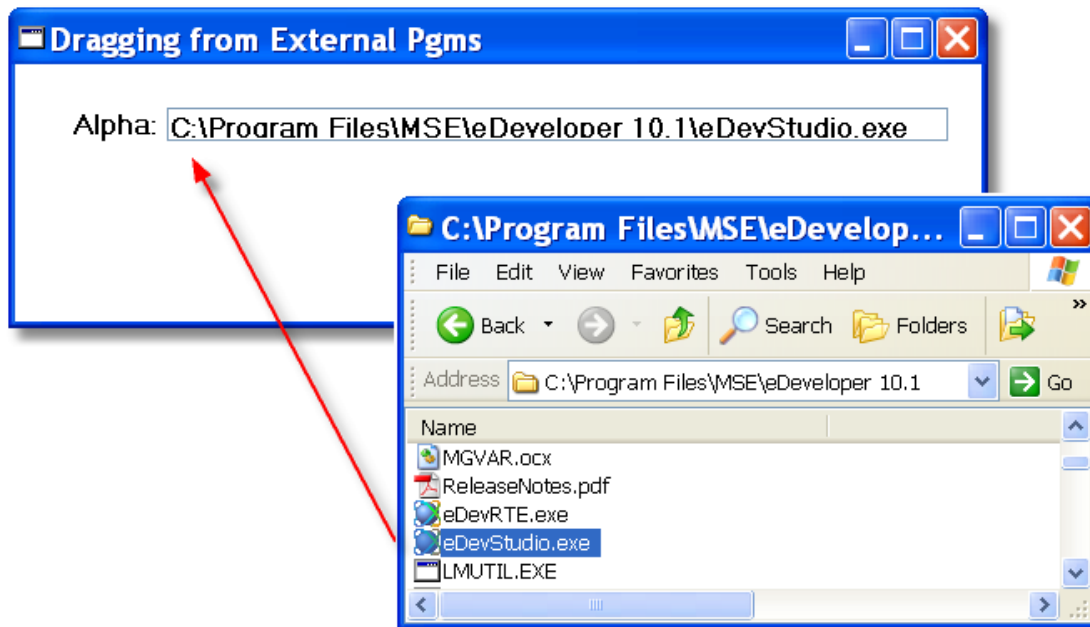 Dragging from External Pgms
Alpha: C:\Program Files\MSE\eDeveloper 10.1\eDevStudio.exe
C:\Program Files\MSE\eDevelop...
File Edit View Favorites Tools Help
Back Search Folders »
Address C:\Program Files\MSE\eDeveloper 10.1 Go
Name
MGVAR.ocx
ReleaseNotes.pdf
eDevRTE.exe
eDevStudio.exe
LMUTIL.EXE